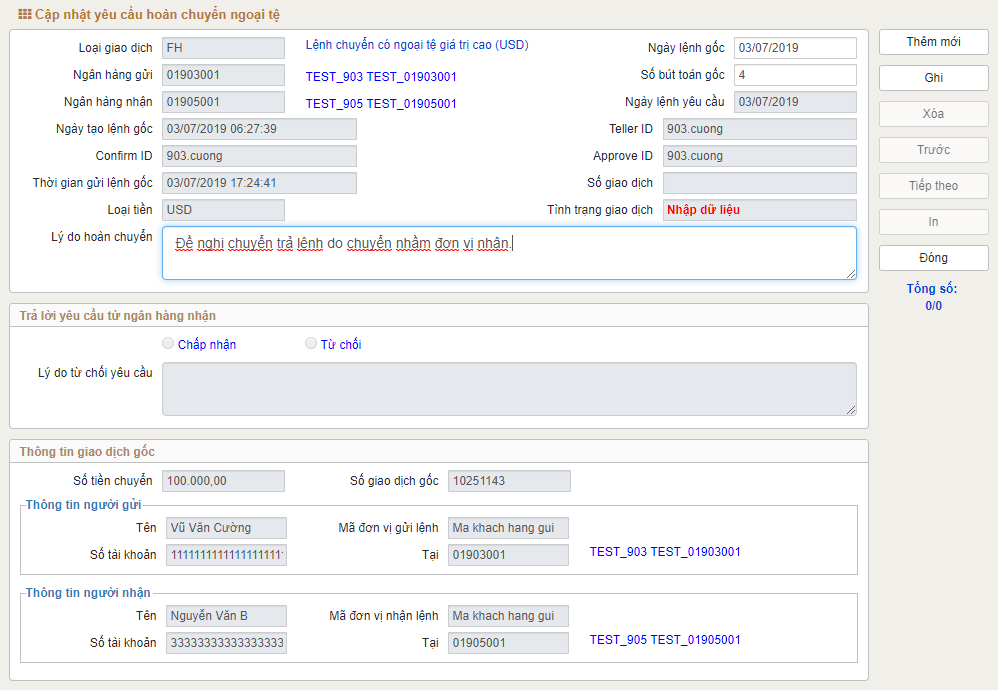 Cập nhật yêu cầu hoàn chuyển ngoại tệ
Loại giao dịch FH Lệnh chuyển có ngoại tệ giá trị cao (USD) Ngày lệnh gốc 03/07/2019 Thêm mới
Ngân hàng gửi 01903001 TEST_903 TEST_01903001 Số bút toán gốc 4 Ghi
Ngân hàng nhận 01905001 TEST_905 TEST_01905001 Ngày lệnh yêu cầu 03/07/2019 Xóa
Ngày tạo lệnh gốc 03/07/2019 06:27:39 Teller ID 903.cuong
Confirm ID 903.cuong Approve ID 903.cuong Trước
Thời gian gửi lệnh gốc 03/07/2019 17:24:41 Số giao dịch Tiếp theo
Loại tiền USD Tình trạng giao dịch Nhập dữ liệu In
Lý do hoàn chuyển Đề nghị chuyển trả lệnh do chuyển nhầm đơn vị nhận. Đóng
Tổng số:
0/0
Trả lời yêu cầu từ ngân hàng nhận
Chấp nhận Từ chối
Lý do từ chối yêu cầu
Thông tin giao dịch gốc
Số tiền chuyển 100.000,00 Số giao dịch gốc 10251143
Thông tin người gửi
Tên Vũ Văn Cường Mã đơn vị gửi lệnh Ma khach hang gui
Số tài khoản Tại 01903001 TEST_903 TEST_01903001
Thông tin người nhận
Tên Nguyễn Văn B Mã đơn vị nhận lệnh Ma khach hang gui
Số tài khoản Tại 01905001 TEST_905 TEST_01905001